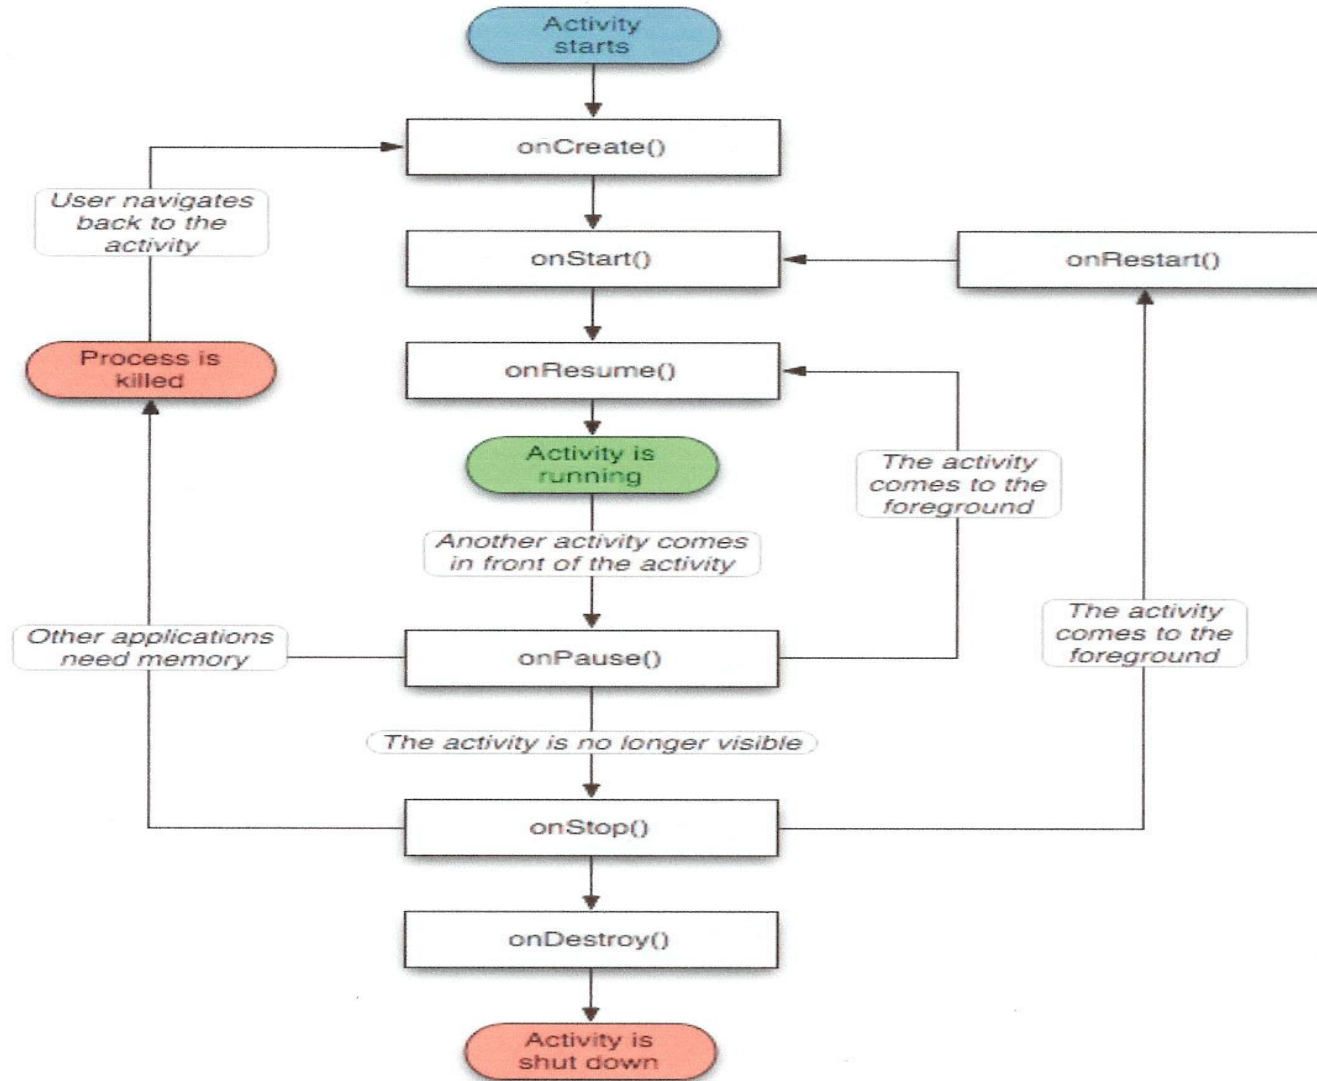 Activity
starts
onCreate()
User navigates
back to the
activity
onStart()
onRestart()
Process is
killed
onResume()
Activity is
running
The activity
comes to the
foreground
Another activity comes
in front of the activity
The activity
comes to the
foreground
Other applications
need memory
onPause()
The activity is no longer visible
onStop()
onDestroy()
Activity is
shut down